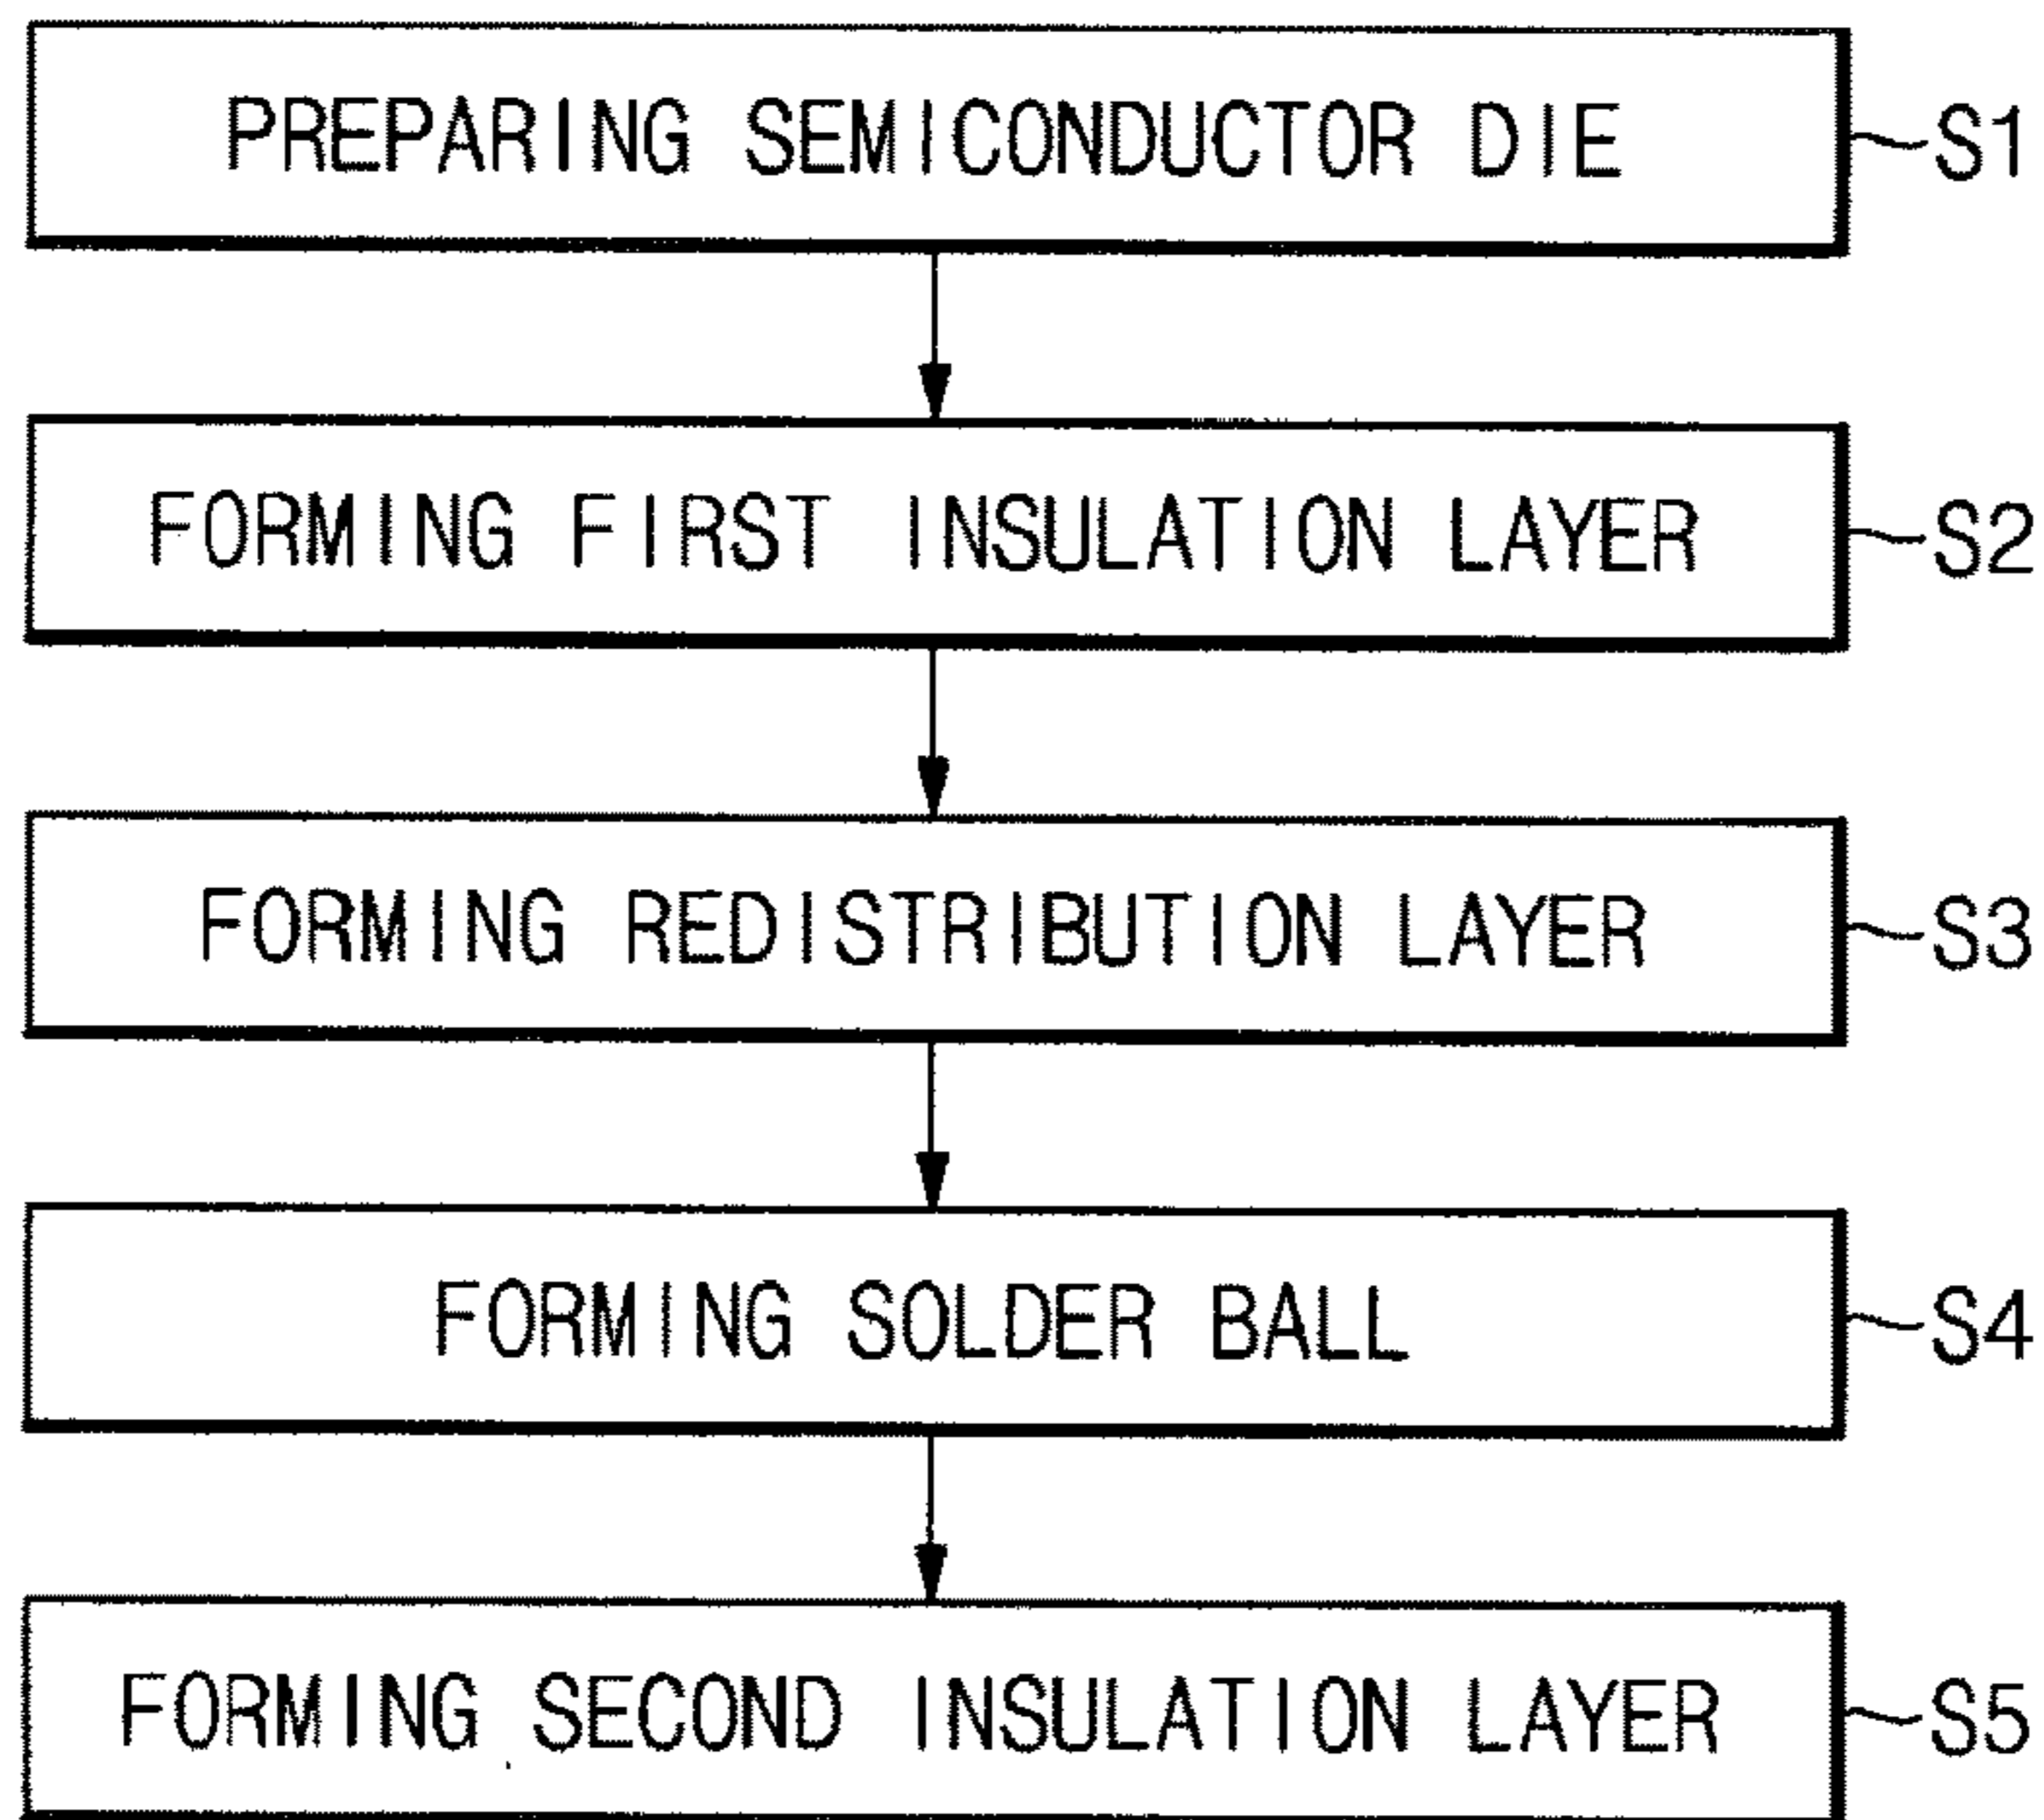 PREPARING SEMICONDUCTOR DIE S1
FORMING FIRST INSULATION LAYER S2
FORMING REDISTRIBUTION LAYER S3
FORMING SOLDER BALL S4
FORMING SECOND INSULATION LAYER S5